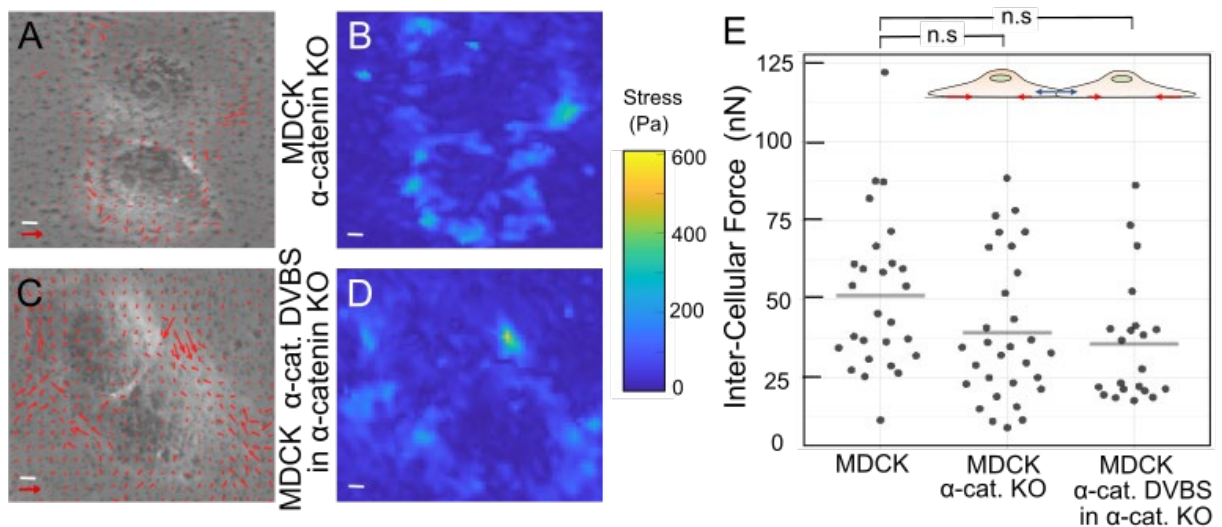 A
MDCK
α-catenin KO
B
C
MDCK α-cat. DVBS
in α-catenin KO
D
Stress
(Pa)
600
400
200
0
E
n.s
n.s
Inter-Cellular Force (nN)
125
100
75
50
25
0
MDCK
MDCK
α-cat. KO
MDCK
α-cat. DVBS
in α-cat. KO